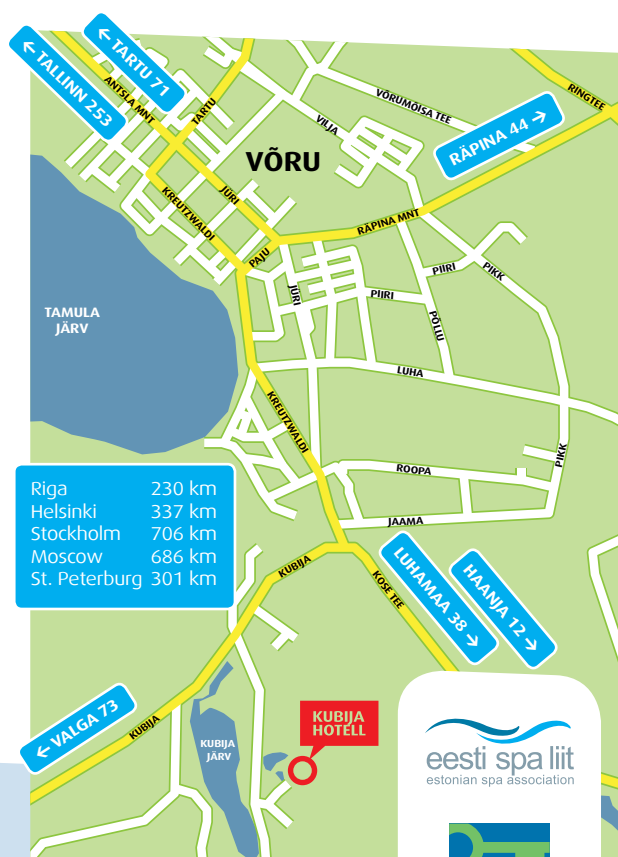 ← TARTU 71
← TALLINN 253
ANTSLA MNT
TARTU
VÕRUMÕISA TEE
RINGTEE
VILJA
RÄPINA 44 →
VÕRU
KREUTZWALDI
JÜRI
RÄPINA MNT
PAJU
PIIRI
PIKK
JÜRI
PIIRI
PÕLLU
TAMULA
JÄRV
LUHA
KREUTZWALDI
PIKK
ROOPA
JAAMA
Riga 230 km
Helsinki 337 km
Stockholm 706 km
Moscow 686 km
St. Peterburg 301 km
KUBIJA
KOSE TEE
LUHAMAA 38 →
HAANJA 12 →
← VALGA 73
KUBIJA
KUBIJA
JÄRV
KUBIJA
HOTELL
eesti spa liit
estonian spa association